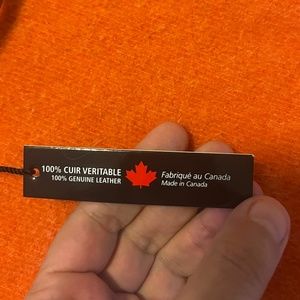 100% CUIR VERITABLE
100% GENUINE LEATHER
Fabriqué au Canada
Made in Canada